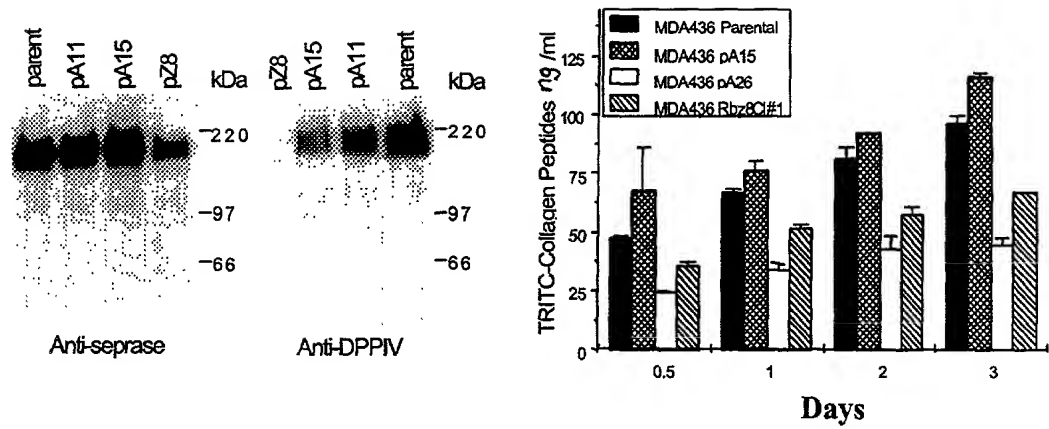 parent pA11 pA15 pZ8 kDa
-220
-97
-66
Anti-seprase
pZ8 pA15 pA11 parent kDa
-220
-97
-66
Anti-DPPIV
TRITC-Collagen Peptides ng /ml
125
100
75
50
25
0
MDA436 Parental
MDA436 pA15
MDA436 pA26
MDA436 Rbz8Cl#1
0.5 1 2 3
Days